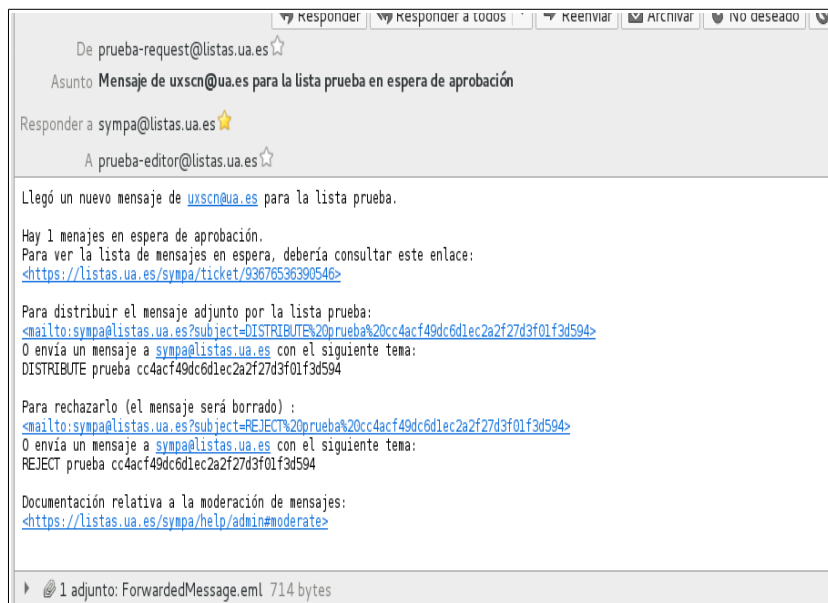 Responder Responder a todos Reenviar Archivar No deseado
De prueba-request@listas.ua.es
Asunto Mensaje de uxscn@ua.es para la lista prueba en espera de aprobación
Responder a sympa@listas.ua.es
A prueba-editor@listas.ua.es
Llegó un nuevo mensaje de uxscn@ua.es para la lista prueba.
Hay 1 menajes en espera de aprobación.
Para ver la lista de mensajes en espera, debería consultar este enlace:
<https://listas.ua.es/sympa/ticket/93676536390546>
Para distribuir el mensaje adjunto por la lista prueba:
<mailto:sympa@listas.ua.es?subject=DISTRIBUTE%20prueba%20cc4acf49dc6d1ec2a2f27d3f01f3d594>
O envía un mensaje a sympa@listas.ua.es con el siguiente tema:
DISTRIBUTE prueba cc4acf49dc6d1ec2a2f27d3f01f3d594
Para rechazarlo (el mensaje será borrado) :
<mailto:sympa@listas.ua.es?subject=REJECT%20prueba%20cc4acf49dc6d1ec2a2f27d3f01f3d594>
O envía un mensaje a sympa@listas.ua.es con el siguiente tema:
REJECT prueba cc4acf49dc6d1ec2a2f27d3f01f3d594
Documentación relativa a la moderación de mensajes:
<https://listas.ua.es/sympa/help/admin#moderate>
1 adjunto: ForwardedMessage.eml 714 bytes